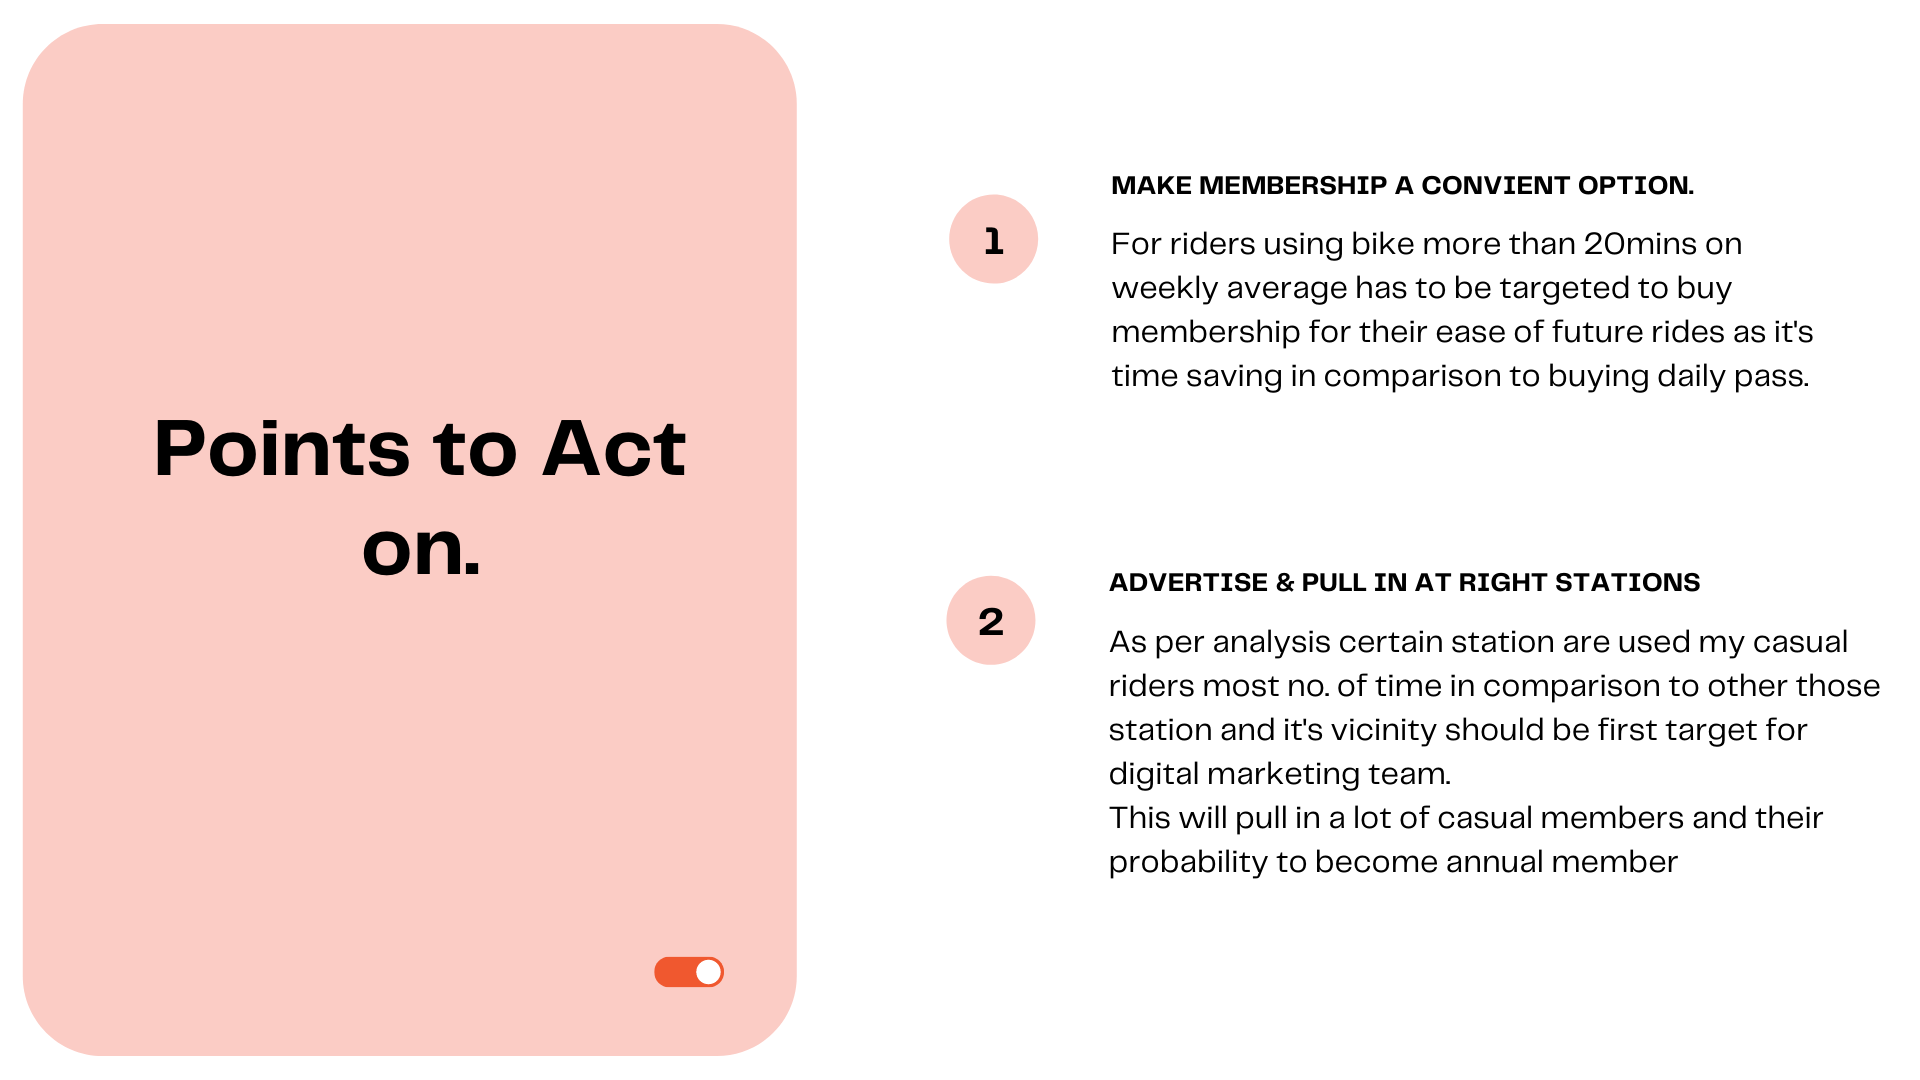 Points to Act
on.
1
MAKE MEMBERSHIP A CONVIENT OPTION.
For riders using bike more than 20mins on
weekly average has to be targeted to buy
membership for their ease of future rides as it's
time saving in comparison to buying daily pass.
2
ADVERTISE & PULL IN AT RIGHT STATIONS
As per analysis certain station are used my casual
riders most no. of time in comparison to other those
station and it's vicinity should be first target for
digital marketing team.
This will pull in a lot of casual members and their
probability to become annual member